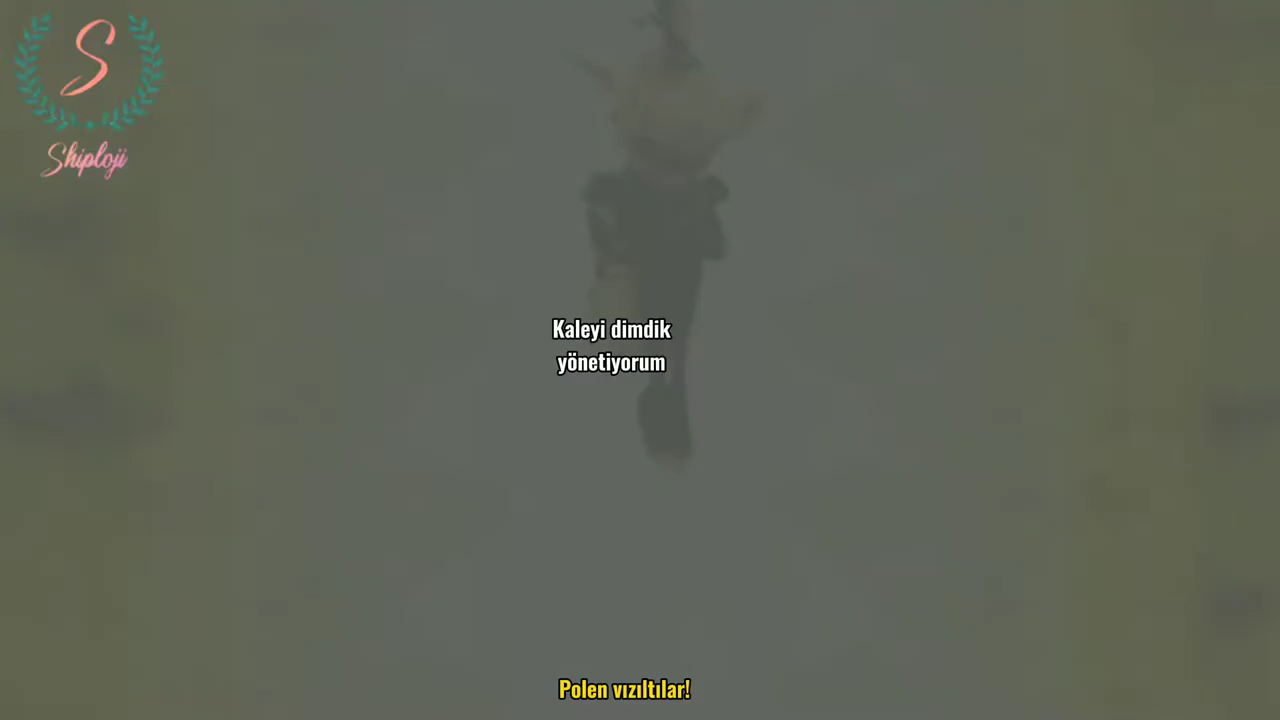 S
Shiploji
Kaleyi dimdik
yönetiyorum
Polen vızıltılar!